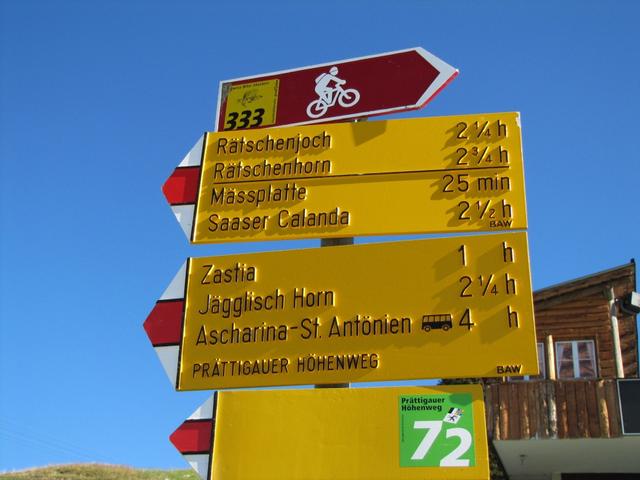 333
Rätschenjoch 2¼ h
Rätschenhorn 2¾ h
Mässplatte 25 min
Saaser Calanda 2½ h
BAW
Zastia 1 h
Jägglisch Horn 2¼ h
Ascharina-St. Antönien 4 h
PRÄTTIGAUER HÖHENWEG BAW
Prättigauer
Höhenweg
72